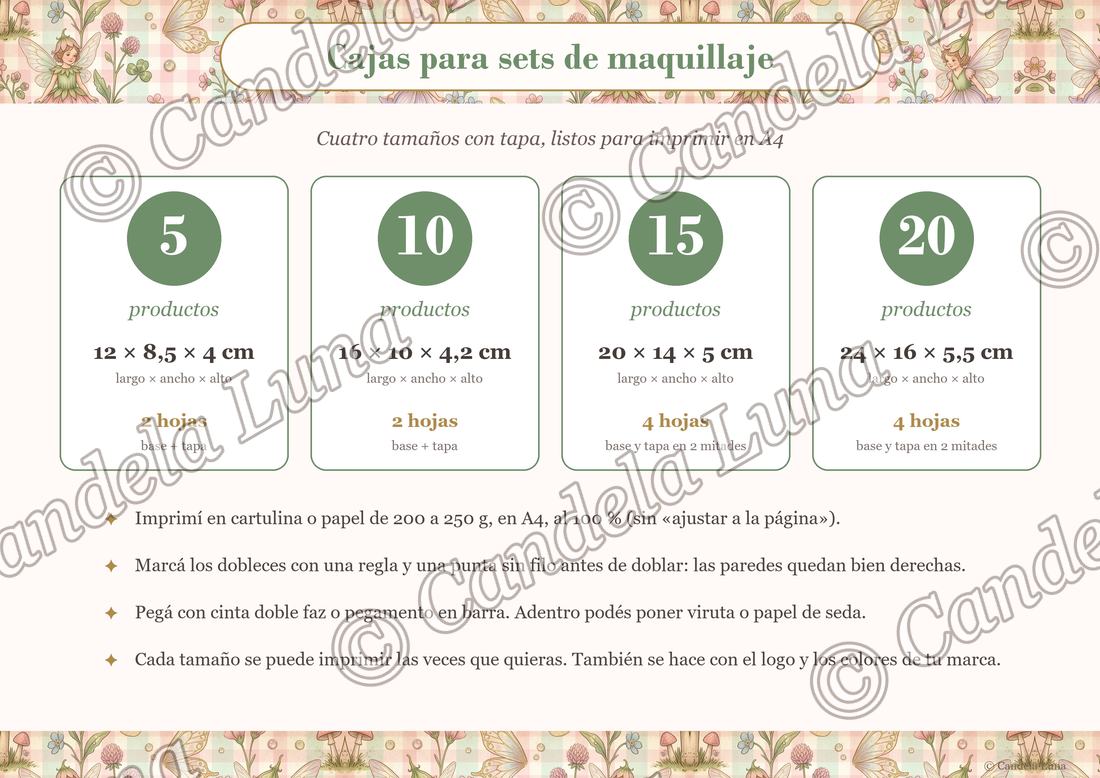 Cajas para sets de maquillaje
Cuatro tamaños con tapa, listos para imprimir en A4
5
productos
12 × 8,5 × 4 cm
largo × ancho × alto
2 hojas
base + tapa
10
productos
16 × 10 × 4,2 cm
largo × ancho × alto
2 hojas
base + tapa
15
productos
20 × 14 × 5 cm
largo × ancho × alto
4 hojas
base y tapa en 2 mitades
20
productos
24 × 16 × 5,5 cm
largo × ancho × alto
4 hojas
base y tapa en 2 mitades
Imprimí en cartulina o papel de 200 a 250 g, en A4, al 100 % (sin «ajustar a la página»).
Marcá los dobleces con una regla y una punta sin filo antes de doblar: las paredes quedan bien derechas.
Pegá con cinta doble faz o pegamento en barra. Adentro podés poner viruta o papel de seda.
Cada tamaño se puede imprimir las veces que quieras. También se hace con el logo y los colores de tu marca.
© Candela Luna
© Candela Luna
© Candela Luna
© Candela Luna
© Candela Luna